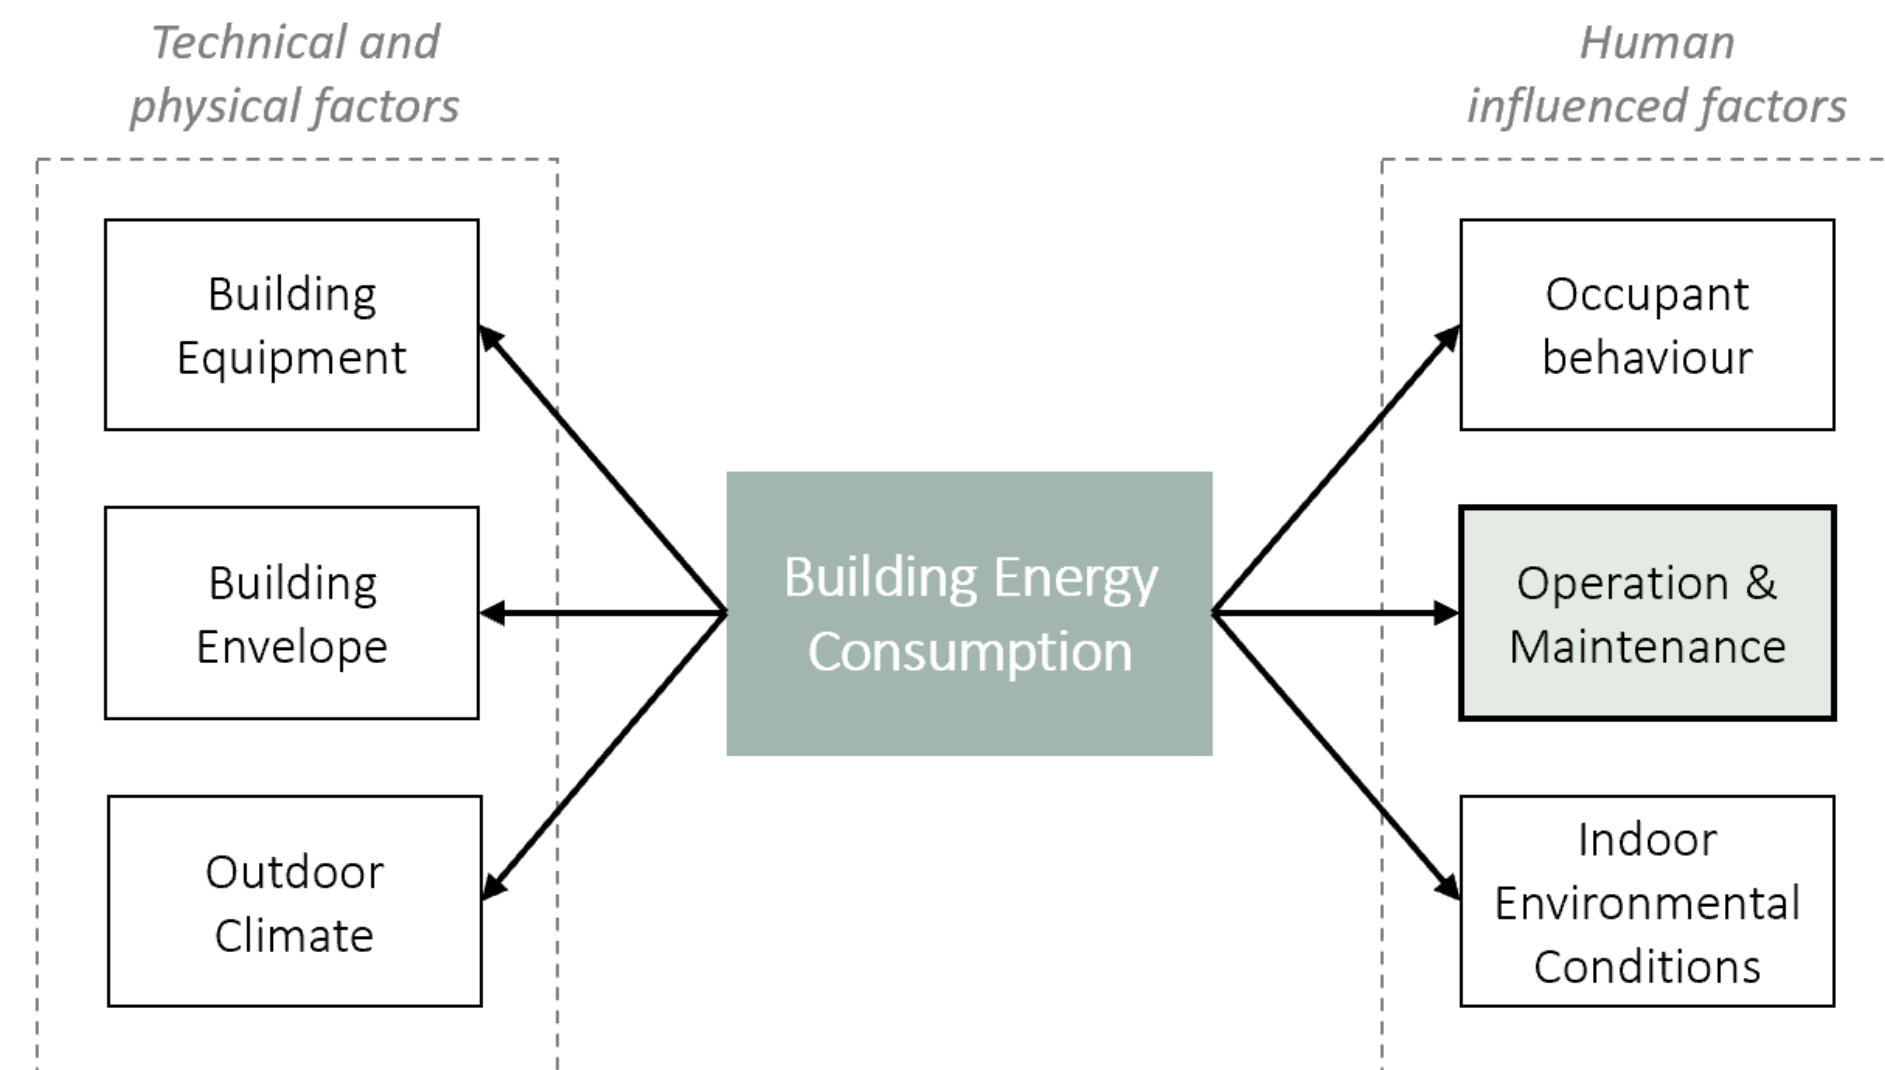 Technical and
physical factors
Human
influenced factors
Building
Equipment
Building
Envelope
Outdoor
Climate
Building Energy
Consumption
Occupant
behaviour
Operation &
Maintenance
Indoor
Environmental
Conditions